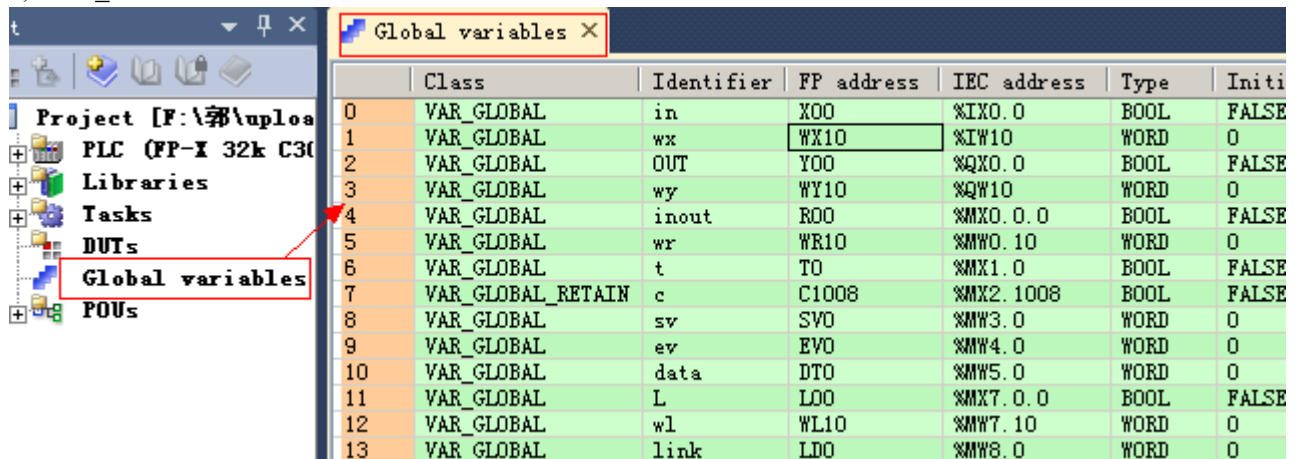 t
Global variables
Class Identifier FP address IEC address Type Initi
Project [F:\郭\uploa
PLC (FP-X 32k C30
Libraries
Tasks
DUTs
Global variables
POUs
0 VAR_GLOBAL in X00 %IX0.0 BOOL FALSE
1 VAR_GLOBAL wx WX10 %IW10 WORD 0
2 VAR_GLOBAL OUT Y00 %QX0.0 BOOL FALSE
3 VAR_GLOBAL wy WY10 %QW10 WORD 0
4 VAR_GLOBAL inout R00 %MX0.0.0 BOOL FALSE
5 VAR_GLOBAL wr WR10 %MW0.10 WORD 0
6 VAR_GLOBAL t T0 %MX1.0 BOOL FALSE
7 VAR_GLOBAL_RETAIN c C1008 %MX2.1008 BOOL FALSE
8 VAR_GLOBAL sv SV0 %MW3.0 WORD 0
9 VAR_GLOBAL ev EV0 %MW4.0 WORD 0
10 VAR_GLOBAL data DT0 %MW5.0 WORD 0
11 VAR_GLOBAL L L00 %MX7.0.0 BOOL FALSE
12 VAR_GLOBAL wl WL10 %MW7.10 WORD 0
13 VAR_GLOBAL link LD0 %MW8.0 WORD 0